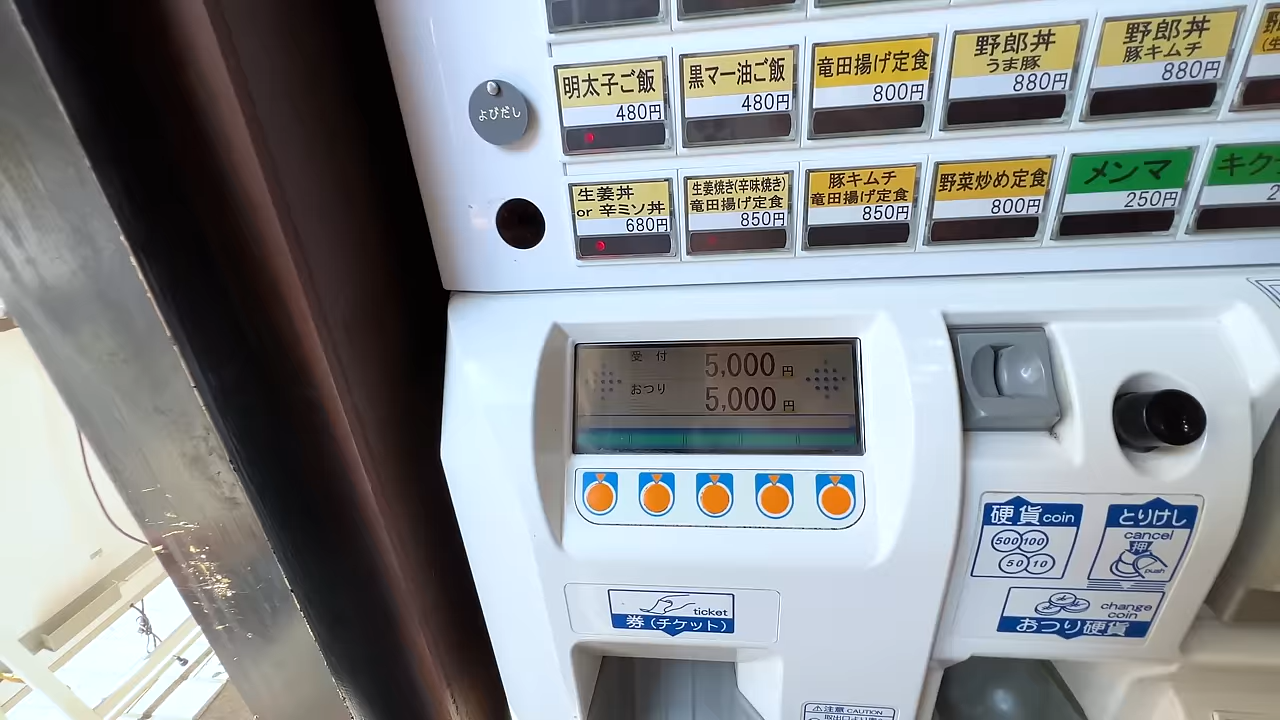 よびだし
明太子ご飯
480円
黒マー油ご飯
480円
竜田揚げ定食
800円
野郎丼
うま豚
880円
野郎丼
豚キムチ
880円
生姜丼
or 辛ミソ丼
680円
生姜焼き(辛味焼き)
竜田揚げ定食
850円
豚キムチ
竜田揚げ定食
850円
野菜炒め定食
800円
メンマ
250円
キク
2
受付 5,000円
おつり 5,000円
硬貨 coin
500 100
50 10
とりけし
cancel
押
push
change
coin
おつり硬貨
ticket
券(チケット)
注意 CAUTION